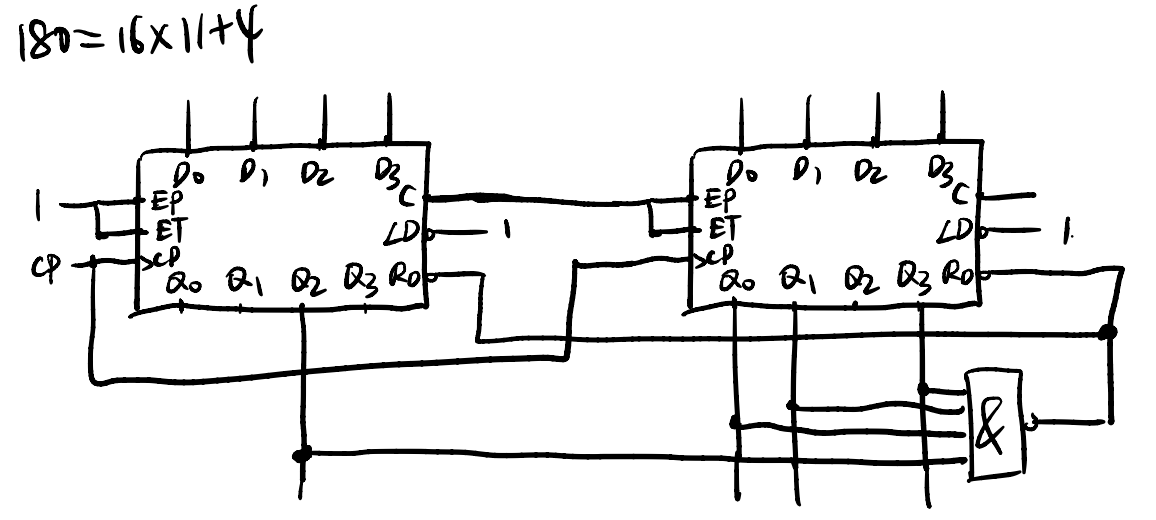 180=16×11+4
D0 D1 D2 D3 D0 D1 D2 D3
1 EP C EP C
ET LD 1 ET LD 1.
CP CP R0 CP R0
Q0 Q1 Q2 Q3 Q0 Q1 Q2 Q3
&